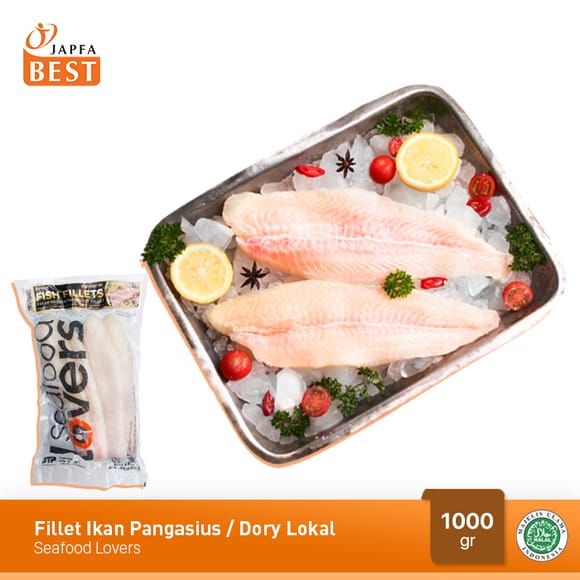 JAPFA
BEST
FISH FILLETS
seafood
lovers
STP
Fillet Ikan Pangasius / Dory Lokal
Seafood Lovers
1000
gr
MAJELIS ULAMA
HALAL
INDONESIA